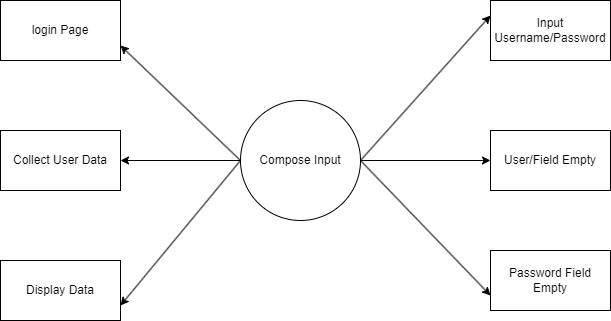 login Page
Input
Username/Password
Collect User Data
Compose Input
User/Field Empty
Display Data
Password Field
Empty